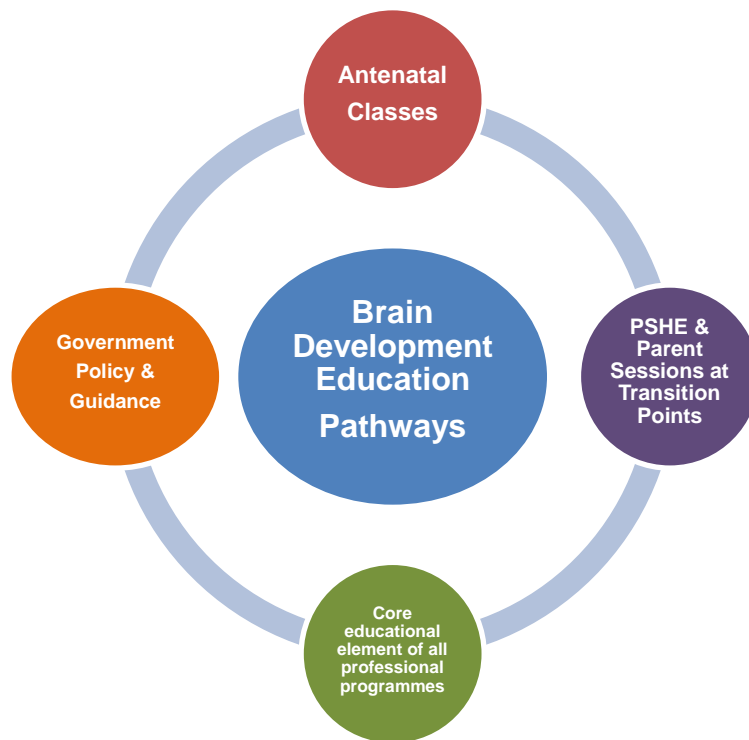 Antenatal
Classes
Brain
Development
Education
Pathways
Government
Policy &
Guidance
PSHE &
Parent
Sessions at
Transition
Points
Core
educational
element of all
professional
programmes